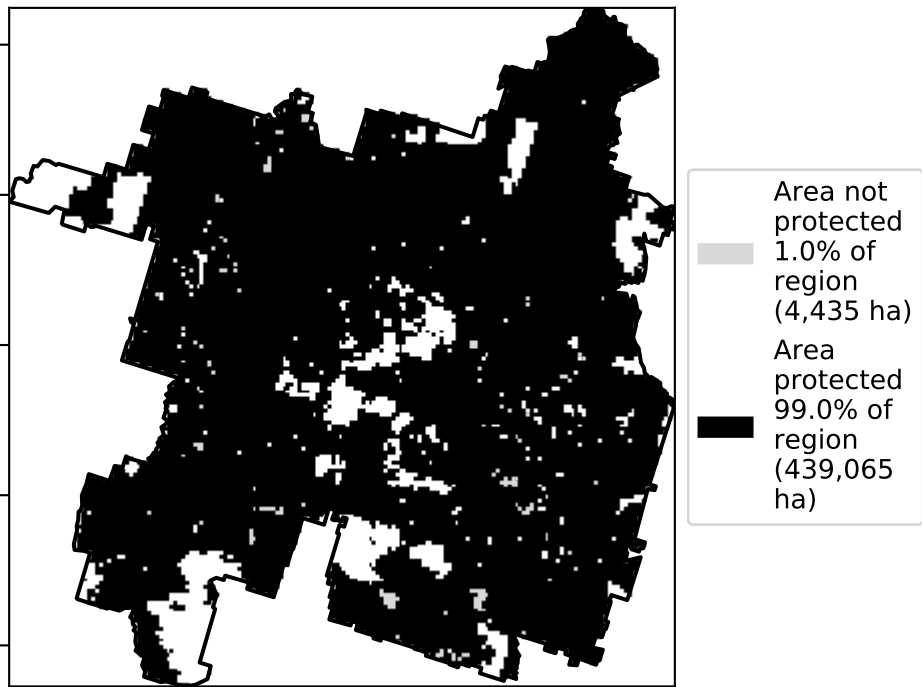 Area not
protected
1.0% of
region
(4,435 ha)
Area
protected
99.0% of
region
(439,065
ha)